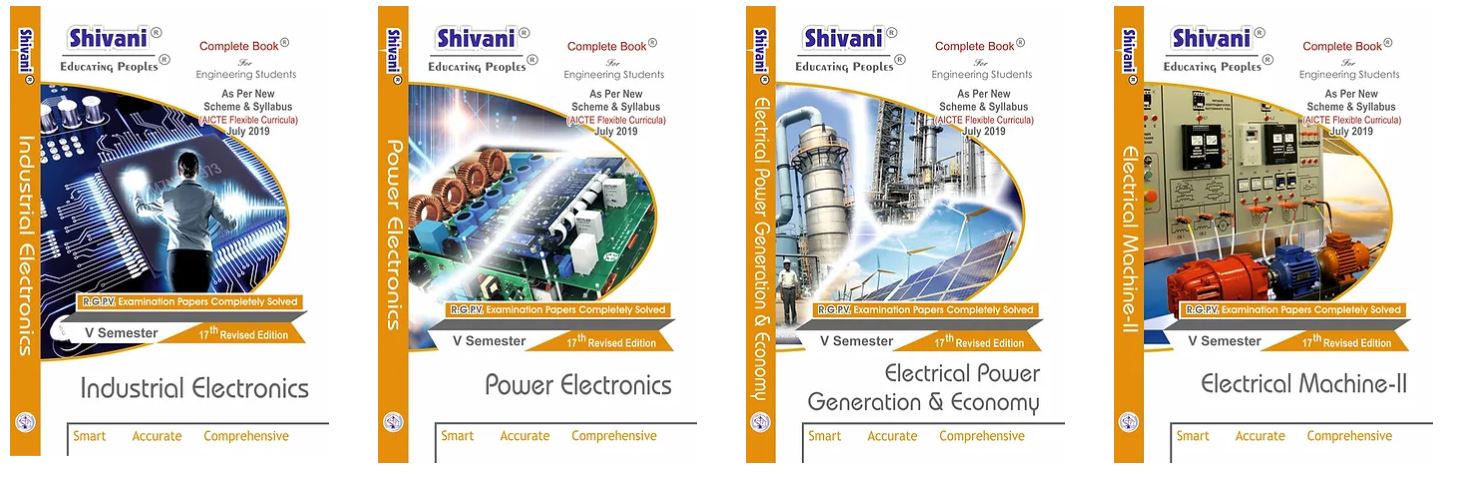 Shivani®
Industrial Electronics
Shivani®
Educating Peoples®
Complete Book®
For
Engineering Students
As Per New
Scheme & Syllabus
(AICTE Flexible Curricula)
July 2019
R.G.P.V. Examination Papers Completely Solved
V Semester
17th Revised Edition
Industrial Electronics
Smart Accurate Comprehensive
Shivani®
Power Electronics
Shivani®
Educating Peoples®
Complete Book®
For
Engineering Students
As Per New
Scheme & Syllabus
(AICTE Flexible Curricula)
July 2019
R.G.P.V. Examination Papers Completely Solved
V Semester
17th Revised Edition
Power Electronics
Smart Accurate Comprehensive
Shivani®
Electrical Power Generation & Economy
Shivani®
Educating Peoples®
Complete Book®
For
Engineering Students
As Per New
Scheme & Syllabus
(AICTE Flexible Curricula)
July 2019
R.G.P.V. Examination Papers Completely Solved
V Semester
17th Revised Edition
Electrical Power
Generation & Economy
Smart Accurate Comprehensive
Shivani®
Electrical Machine-II
Shivani®
Educating Peoples®
Complete Book®
For
Engineering Students
As Per New
Scheme & Syllabus
(AICTE Flexible Curricula)
July 2019
R.G.P.V. Examination Papers Completely Solved
V Semester
17th Revised Edition
Electrical Machine-II
Smart Accurate Comprehensive